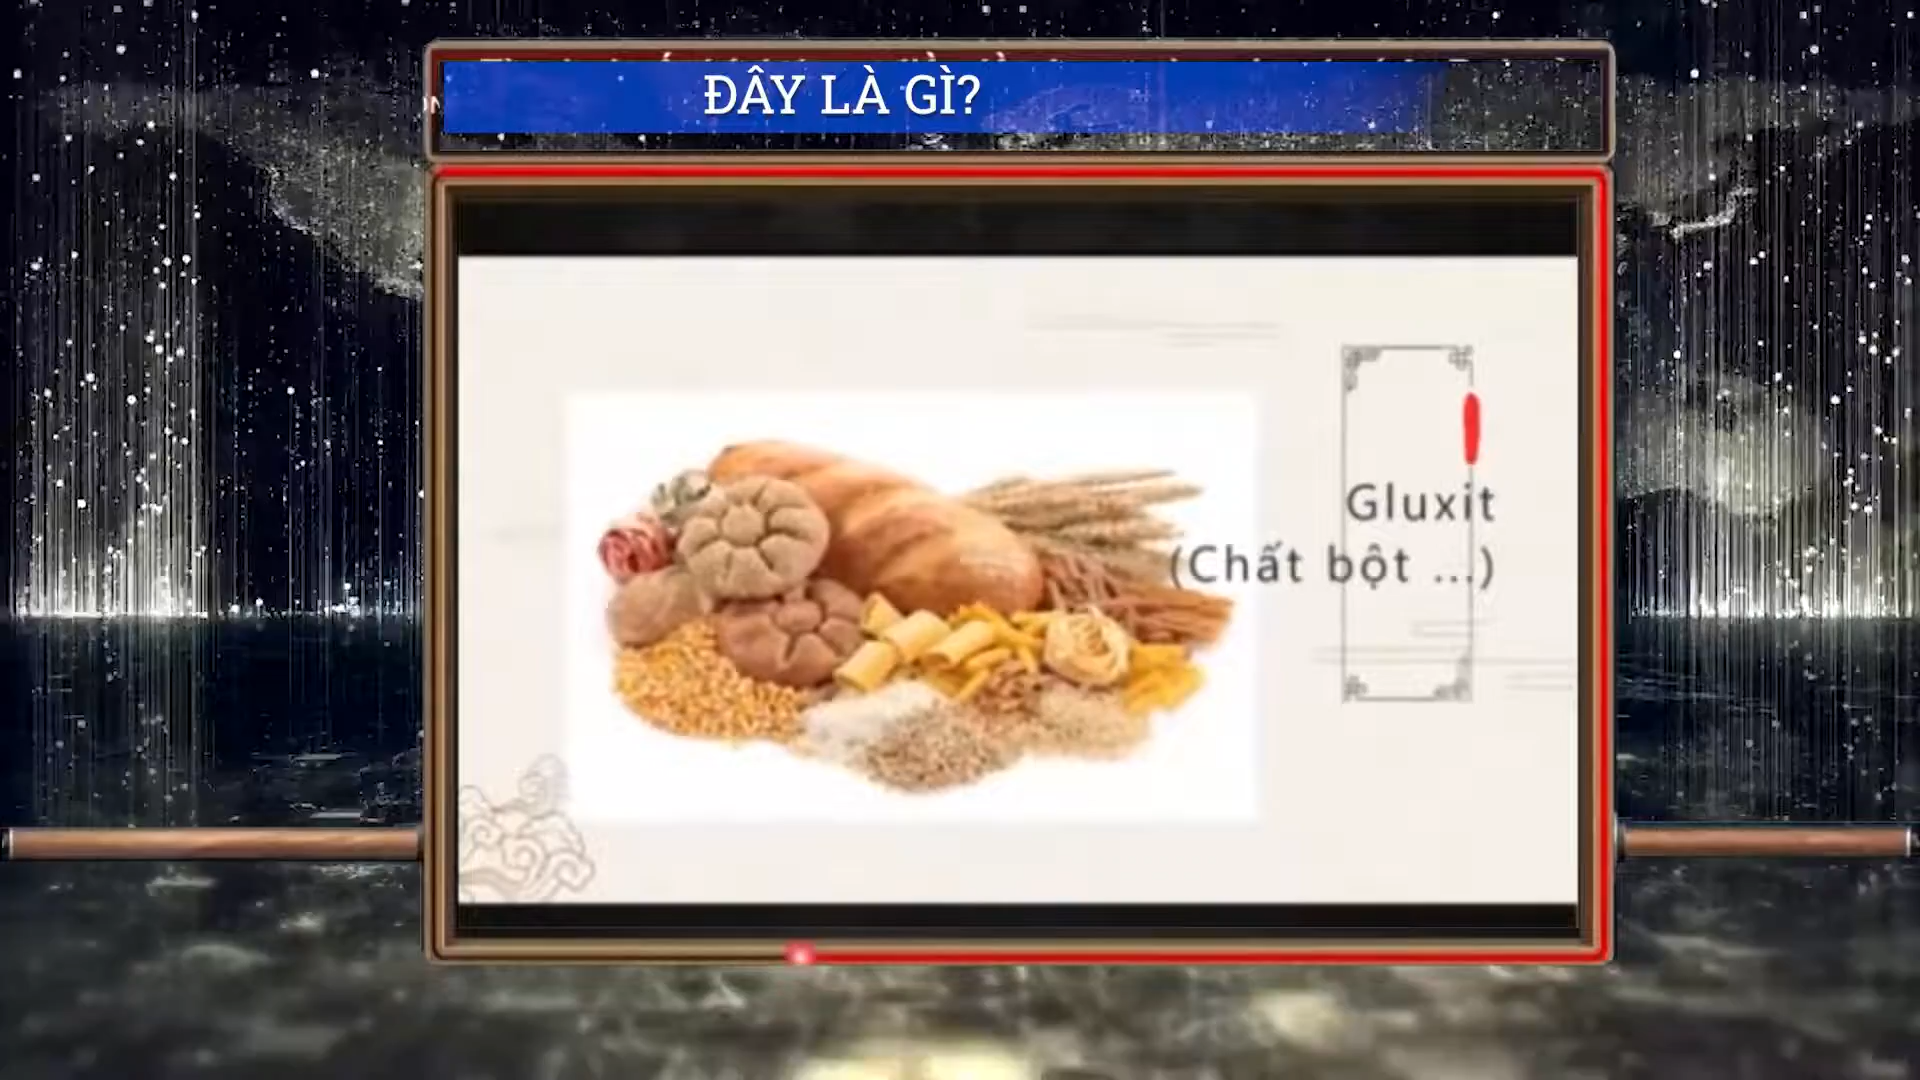 ĐÂY LÀ GÌ?
Gluxit
(Chất bột ...)